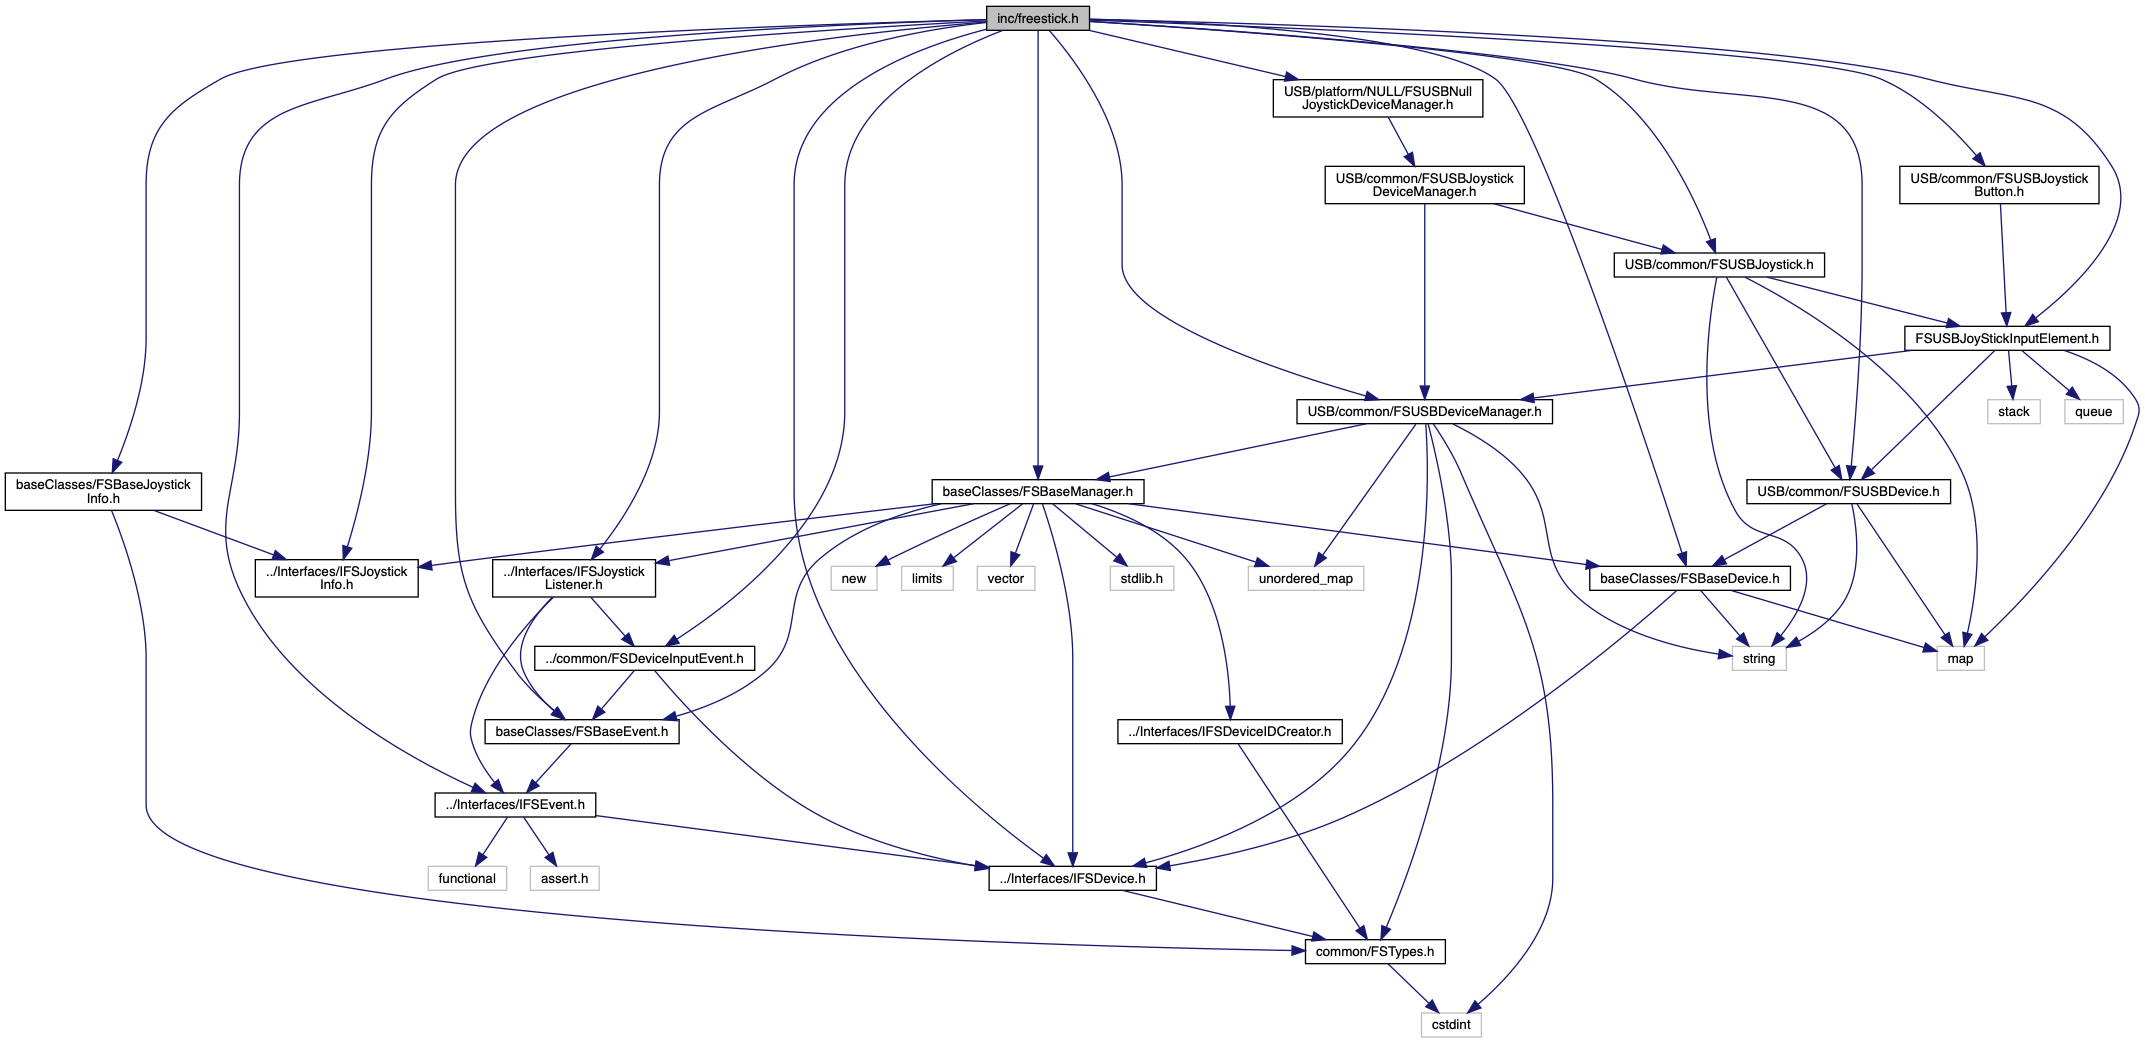 inc/freestick.h
USB/platform/NULL/FSUSBNull
JoystickDeviceManager.h
USB/common/FSUSBJoystick
DeviceManager.h
USB/common/FSUSBJoystick
Button.h
USB/common/FSUSBJoystick.h
FSUSBJoyStickInputElement.h
USB/common/FSUSBDeviceManager.h
stack
queue
baseClasses/FSBaseJoystick
Info.h
baseClasses/FSBaseManager.h
USB/common/FSUSBDevice.h
../Interfaces/IFSJoystick
Info.h
../Interfaces/IFSJoystick
Listener.h
new
limits
vector
stdlib.h
unordered_map
baseClasses/FSBaseDevice.h
../common/FSDeviceInputEvent.h
string
map
baseClasses/FSBaseEvent.h
../Interfaces/IFSDeviceIDCreator.h
../Interfaces/IFSEvent.h
functional
assert.h
../Interfaces/IFSDevice.h
common/FSTypes.h
cstdint